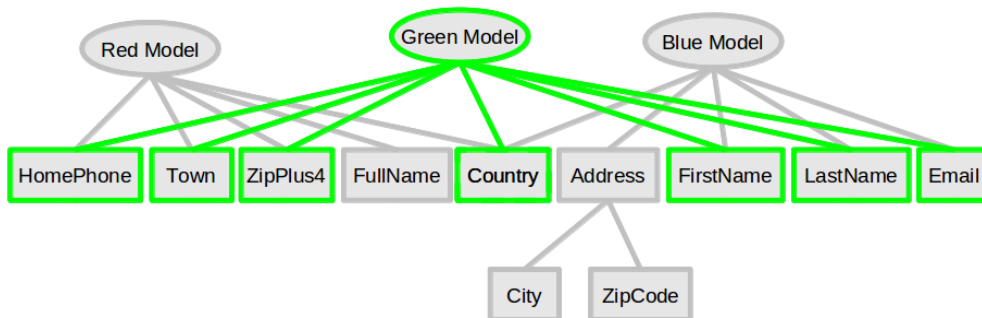 Red Model
Green Model
Blue Model
HomePhone
Town
ZipPlus4
FullName
Country
Address
FirstName
LastName
Email
City
ZipCode